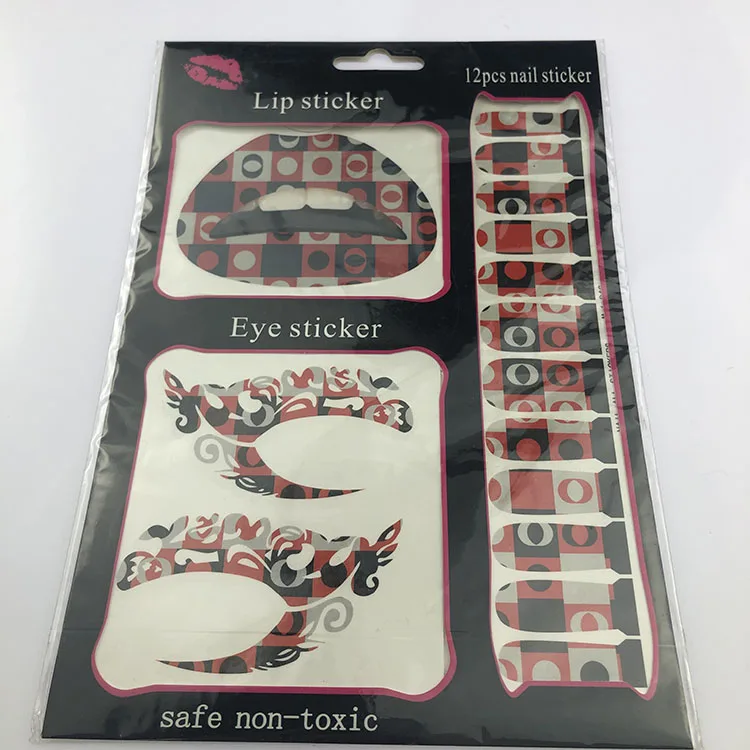 12pcs nail sticker
Lip sticker
Eye sticker
safe non-toxic